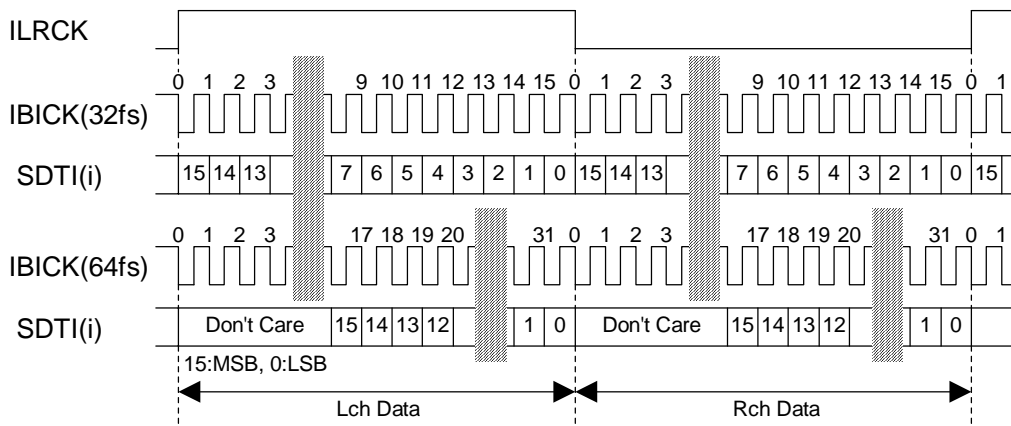 ILRCK
0 1 2 3 9 10 11 12 13 14 15 0 1 2 3 9 10 11 12 13 14 15 0 1
IBICK(32fs)
SDTI(i) 15 14 13 7 6 5 4 3 2 1 0 15 14 13 7 6 5 4 3 2 1 0 15
0 1 2 3 17 18 19 20 31 0 1 2 3 17 18 19 20 31 0 1
IBICK(64fs)
SDTI(i) Don't Care 15 14 13 12 1 0 Don't Care 15 14 13 12 1 0
15:MSB, 0:LSB
Lch Data Rch Data